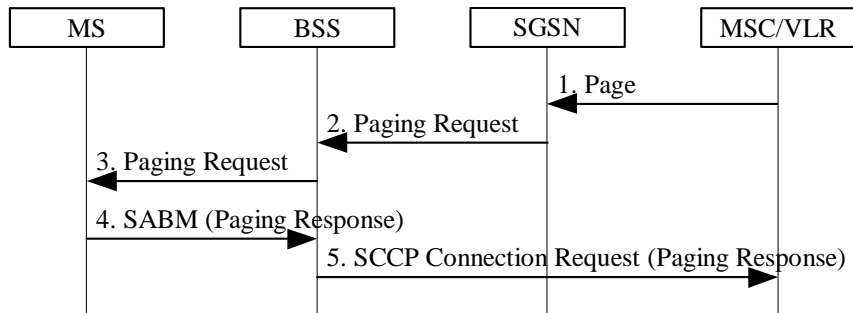 MS
BSS
SGSN
MSC/VLR
1. Page
2. Paging Request
3. Paging Request
4. SABM (Paging Response)
5. SCCP Connection Request (Paging Response)